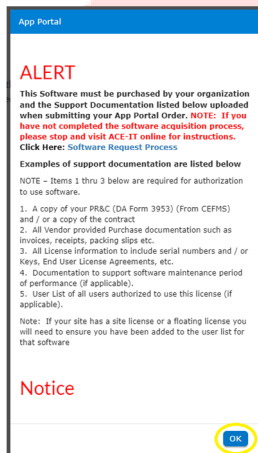 App Portal
ALERT
This Software must be purchased by your organization
and the Support Documentation listed below uploaded
when submitting your App Portal Order. NOTE: If you
have not completed the software acquisition process,
please stop and visit ACE-IT online for instructions.
Click Here: Software Request Process
Examples of support documentation are listed below
NOTE – Items 1 thru 3 below are required for authorization
to use software.
1. A copy of your PR&C (DA Form 3953) (From CEFMS)
and / or a copy of the contract
2. All Vendor provided Purchase documentation such as
invoices, receipts, packing slips etc.
3. All License information to include serial numbers and / or
Keys, End User License Agreements, etc.
4. Documentation to support software maintenance period
of performance (if applicable).
5. User List of all users authorized to use this license (if
applicable).
Note: If your site has a site license or a floating license you
will need to ensure you have been added to the user list for
that software
Notice
OK